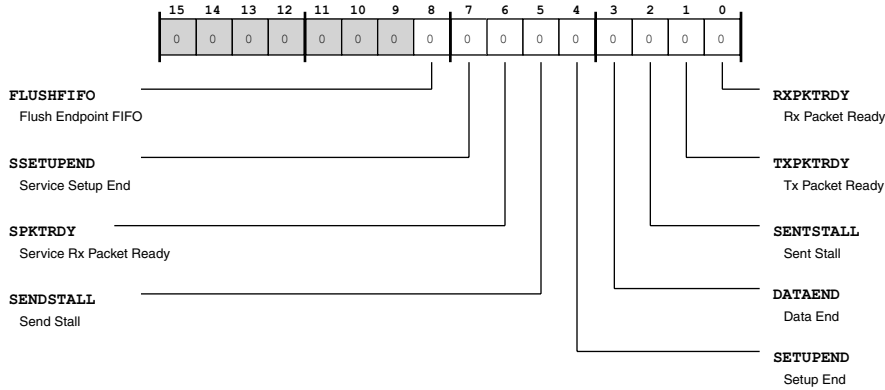 15 14 13 12 11 10 9 8 7 6 5 4 3 2 1 0
0 0 0 0 0 0 0 0 0 0 0 0 0 0 0 0
FLUSHFIFO
Flush Endpoint FIFO
SSETUPEND
Service Setup End
SPKTRDY
Service Rx Packet Ready
SENDSTALL
Send Stall
RXPKTRDY
Rx Packet Ready
TXPKTRDY
Tx Packet Ready
SENTSTALL
Sent Stall
DATAEND
Data End
SETUPEND
Setup End